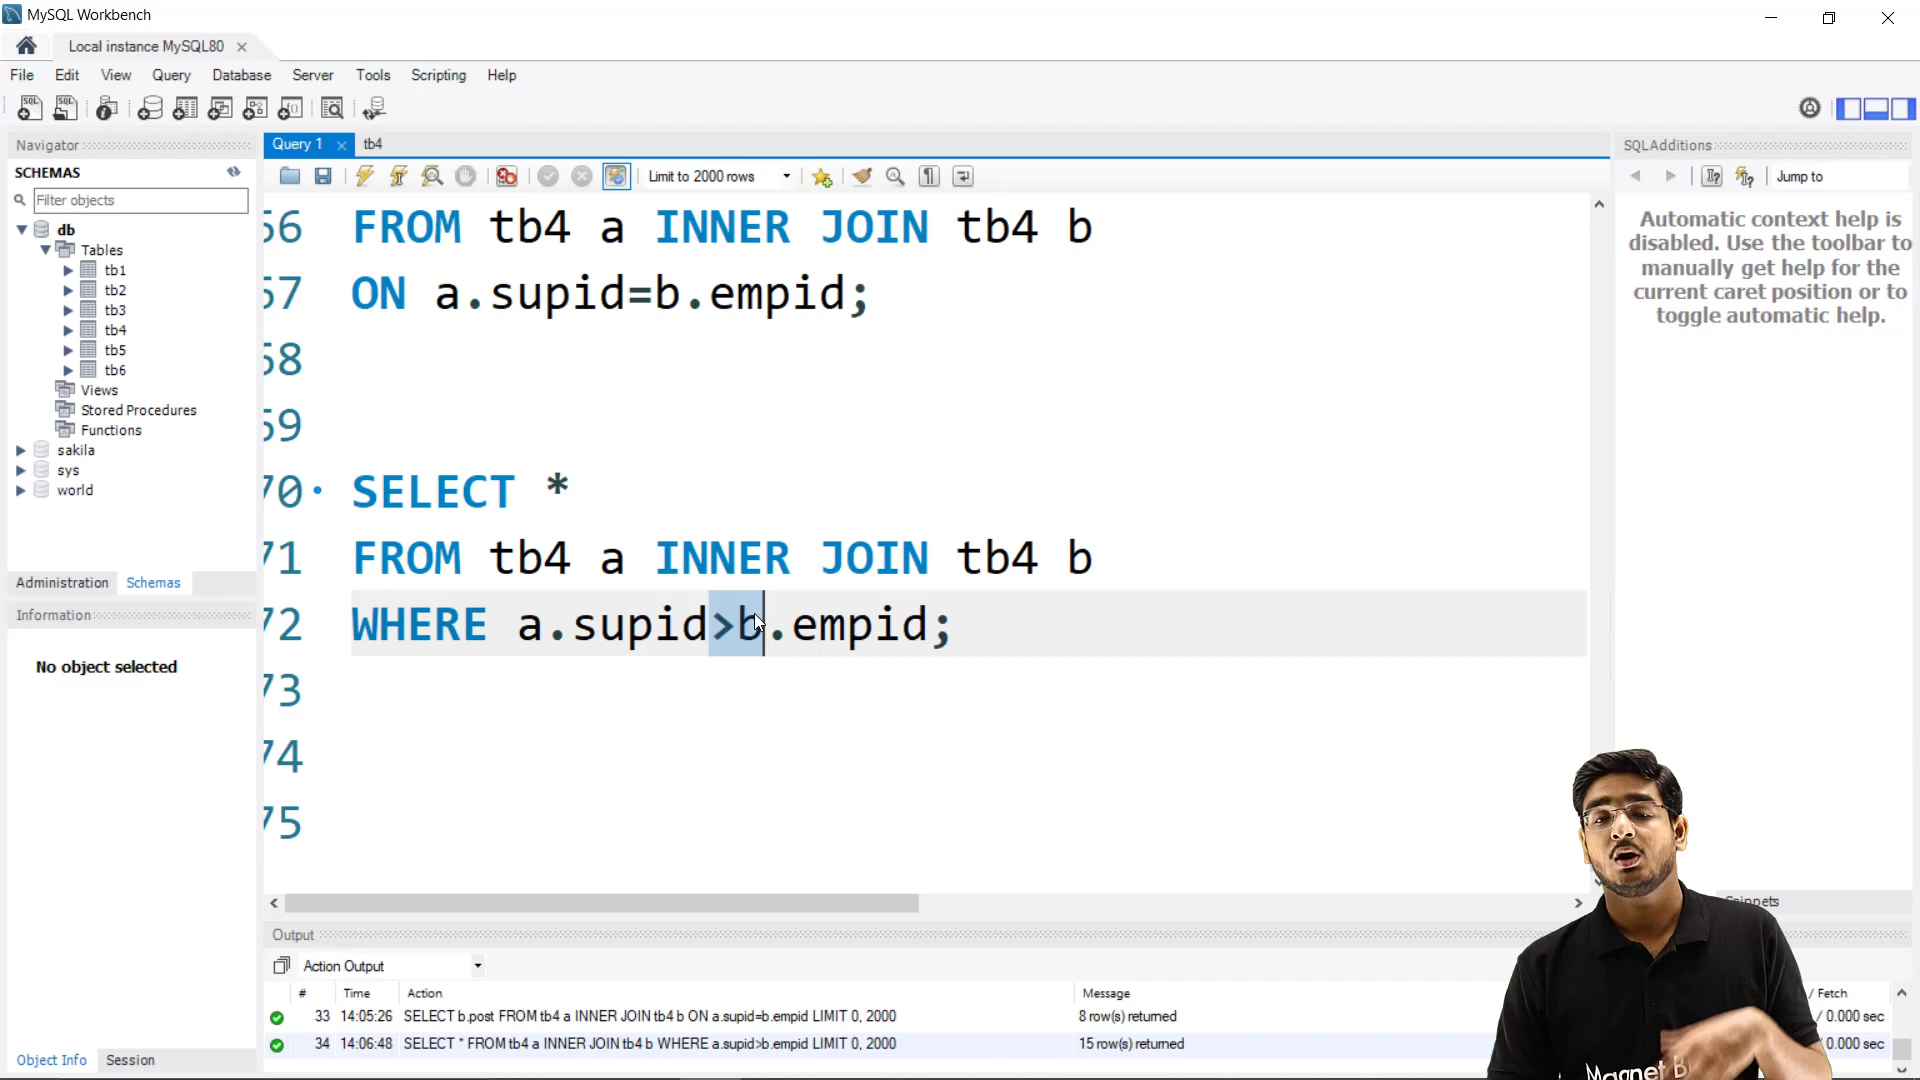 MySQL Workbench
Local instance MySQL80
File Edit View Query Database Server Tools Scripting Help
Navigator
SCHEMAS
Filter objects
db
Tables
tb1
tb2
tb3
tb4
tb5
tb6
Views
Stored Procedures
Functions
sakila
sys
world
Administration Schemas
Information
No object selected
Object Info Session
Query 1 tb4
Limit to 2000 rows
FROM tb4 a INNER JOIN tb4 b
57 ON a.supid=b.empid;
58
59
70 SELECT *
71 FROM tb4 a INNER JOIN tb4 b
72 WHERE a.supid>b.empid;
73
74
75
Output
Action Output
# Time Action Message / Fetch
33 14:05:26 SELECT b.post FROM tb4 a INNER JOIN tb4 b ON a.supid=b.empid LIMIT 0, 2000 8 row(s) returned / 0.000 sec
34 14:06:48 SELECT * FROM tb4 a INNER JOIN tb4 b WHERE a.supid>b.empid LIMIT 0, 2000 15 row(s) returned / 0.000 sec
SQLAdditions
Jump to
Automatic context help is
disabled. Use the toolbar to
manually get help for the
current caret position or to
toggle automatic help.
Snippets
Magnet B